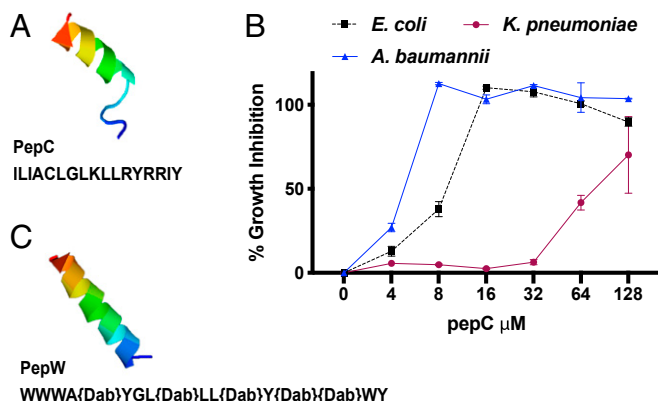 A
PepC
ILIACLGLKLLRYRRIY
C
PepW
WWWA{Dab}YGL{Dab}LL{Dab}Y{Dab}{Dab}WY
B
E. coli
K. pneumoniae
A. baumannii
% Growth Inhibition
100
50
0
0 4 8 16 32 64 128
pepC µM